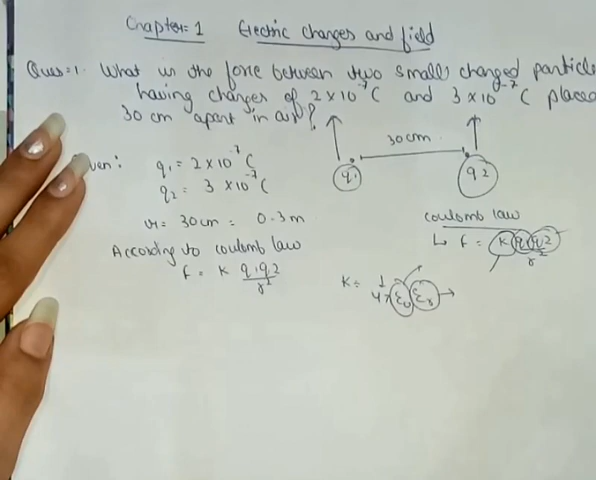 Chapter:1 Electric charges and field
Ques:1. What is the force between two small charged particle
having charges of 2 × 10⁻⁷ C and 3 × 10⁻⁷ C placed
30 cm apart in air?
30 cm
q₁ q2
ven: q₁ = 2 × 10⁻⁷ C
q₂ = 3 × 10⁻⁷ C
r = 30 cm = 0.3 m
coulomb law
↳ F = k q₁ q2 / r²
According to coulomb law
F = K q₁q2 / r²
K = 1 / 4π ε₀ εr